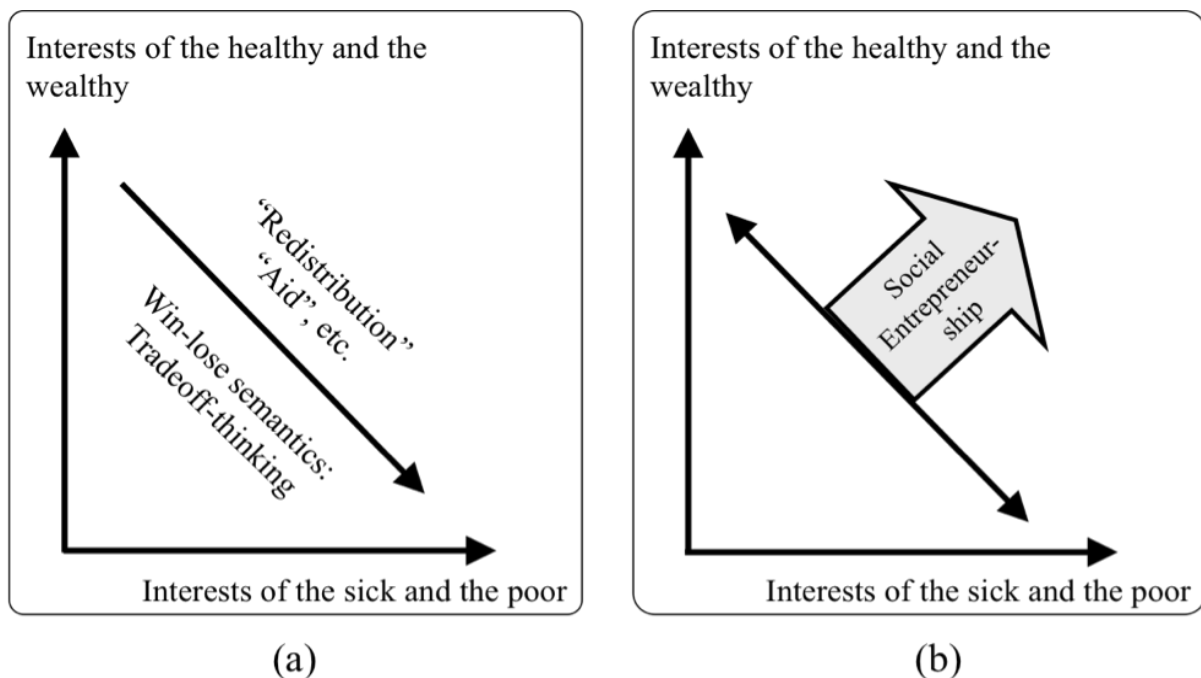 Interests of the healthy and the
wealthy
“Redistribution”
“Aid”, etc.
Win-lose semantics:
Tradeoff-thinking
Interests of the sick and the poor
(a)
Interests of the healthy and the
wealthy
Social
Entrepreneur-
ship
Interests of the sick and the poor
(b)